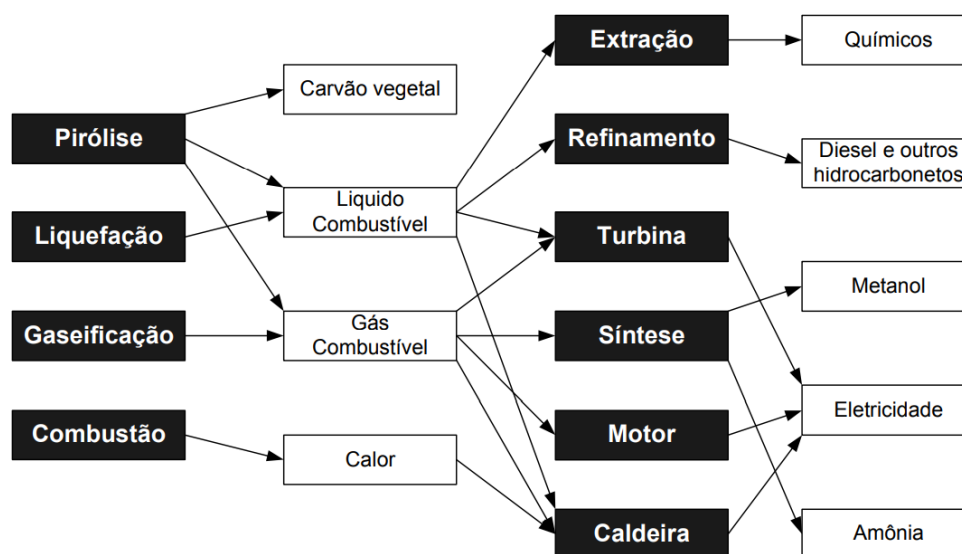 Pirólise
Liquefação
Gaseificação
Combustão
Carvão vegetal
Liquido
Combustível
Gás
Combustível
Calor
Extração
Refinamento
Turbina
Síntese
Motor
Caldeira
Químicos
Diesel e outros
hidrocarbonetos
Metanol
Eletricidade
Amônia